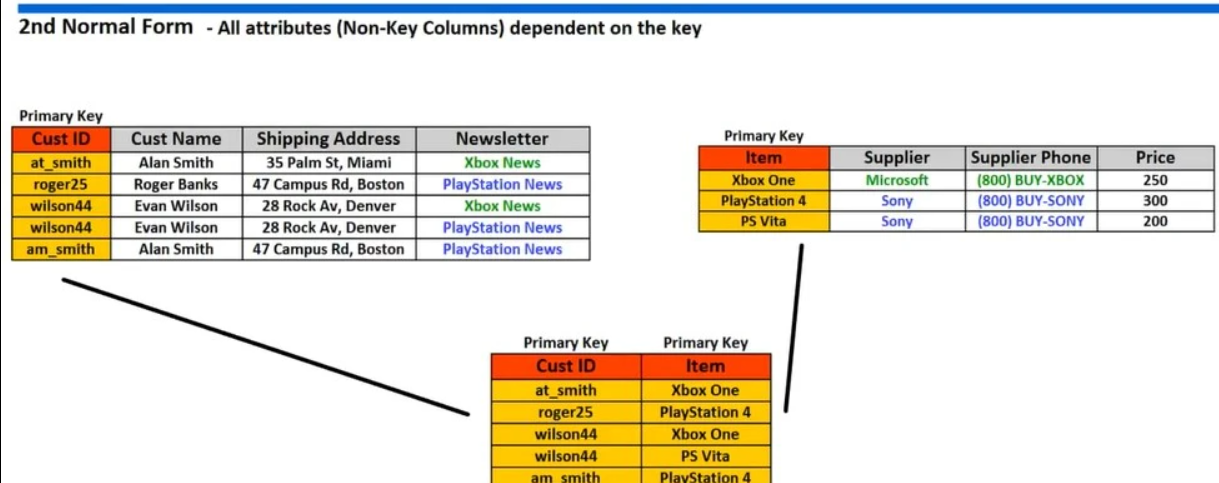 2nd Normal Form - All attributes (Non-Key Columns) dependent on the key
Primary Key
Cust ID Cust Name Shipping Address Newsletter
at_smith Alan Smith 35 Palm St, Miami Xbox News
roger25 Roger Banks 47 Campus Rd, Boston PlayStation News
wilson44 Evan Wilson 28 Rock Av, Denver Xbox News
wilson44 Evan Wilson 28 Rock Av, Denver PlayStation News
am_smith Alan Smith 47 Campus Rd, Boston PlayStation News
Primary Key
Item Supplier Supplier Phone Price
Xbox One Microsoft (800) BUY-XBOX 250
PlayStation 4 Sony (800) BUY-SONY 300
PS Vita Sony (800) BUY-SONY 200
Primary Key Primary Key
Cust ID Item
at_smith Xbox One
roger25 PlayStation 4
wilson44 Xbox One
wilson44 PS Vita
am_smith PlayStation 4